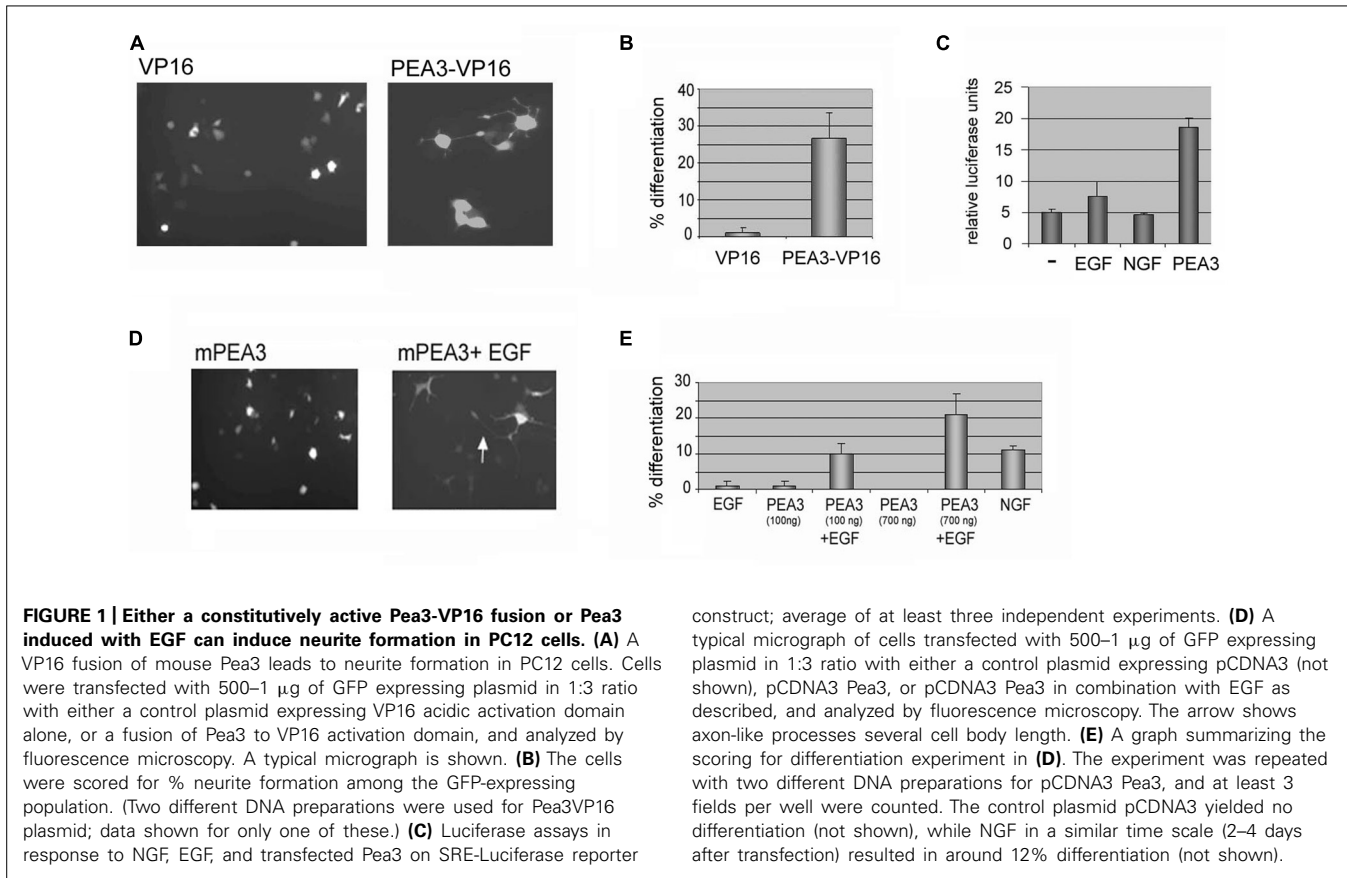 A
VP16
PEA3-VP16
B
40
30
20
10
0
% differentiation
VP16
PEA3-VP16
C
25
20
15
10
5
0
relative luciferase units
-
EGF
NGF
PEA3
D
mPEA3
mPEA3+ EGF
E
30
20
10
0
% differentiation
EGF
PEA3
(100ng)
PEA3
(100 ng)
+EGF
PEA3
(700 ng)
PEA3
(700 ng)
+EGF
NGF
FIGURE 1 | Either a constitutively active Pea3-VP16 fusion or Pea3
induced with EGF can induce neurite formation in PC12 cells. (A) A
VP16 fusion of mouse Pea3 leads to neurite formation in PC12 cells. Cells
were transfected with 500–1 μg of GFP expressing plasmid in 1:3 ratio
with either a control plasmid expressing VP16 acidic activation domain
alone, or a fusion of Pea3 to VP16 activation domain, and analyzed by
fluorescence microscopy. A typical micrograph is shown. (B) The cells
were scored for % neurite formation among the GFP-expressing
population. (Two different DNA preparations were used for Pea3VP16
plasmid; data shown for only one of these.) (C) Luciferase assays in
response to NGF, EGF, and transfected Pea3 on SRE-Luciferase reporter
construct; average of at least three independent experiments. (D) A
typical micrograph of cells transfected with 500–1 μg of GFP expressing
plasmid in 1:3 ratio with either a control plasmid expressing pCDNA3 (not
shown), pCDNA3 Pea3, or pCDNA3 Pea3 in combination with EGF as
described, and analyzed by fluorescence microscopy. The arrow shows
axon-like processes several cell body length. (E) A graph summarizing the
scoring for differentiation experiment in (D). The experiment was repeated
with two different DNA preparations for pCDNA3 Pea3, and at least 3
fields per well were counted. The control plasmid pCDNA3 yielded no
differentiation (not shown), while NGF in a similar time scale (2–4 days
after transfection) resulted in around 12% differentiation (not shown).